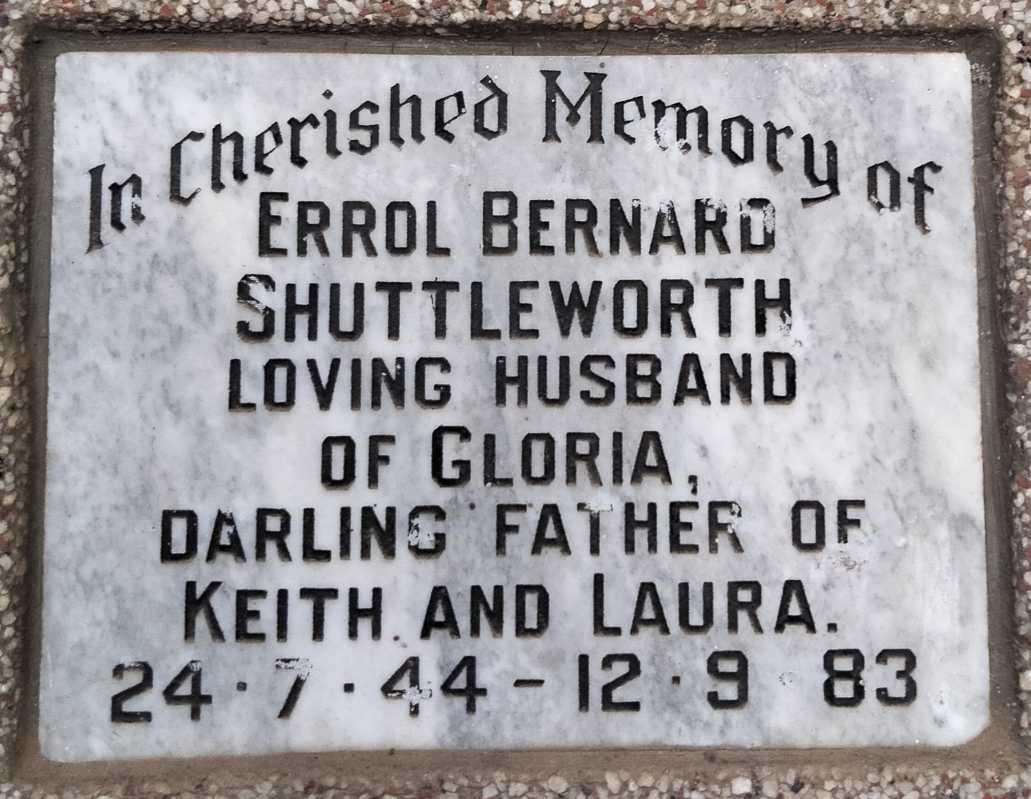 In Cherished Memory of
ERROL BERNARD
SHUTTLEWORTH
LOVING HUSBAND
OF GLORIA,
DARLING FATHER OF
KEITH AND LAURA.
24·7·44 - 12·9·83